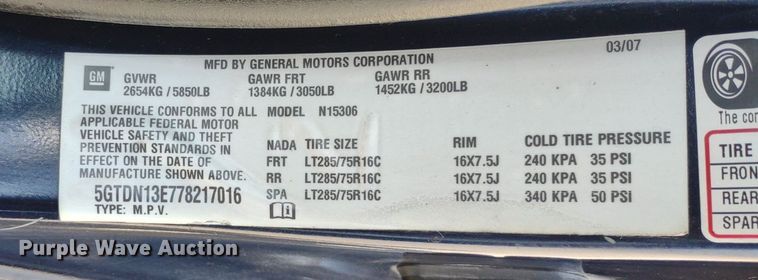 MFD BY GENERAL MOTORS CORPORATION 03/07
GM
GVWR GAWR FRT GAWR RR
2654KG / 5850LB 1384KG / 3050LB 1452KG / 3200LB
THIS VEHICLE CONFORMS TO ALL MODEL N15306
APPLICABLE FEDERAL MOTOR
VEHICLE SAFETY AND THEFT
PREVENTION STANDARDS IN
EFFECT ON THE DATE OF
MANUFACTURE SHOWN ABOVE.
5GTDN13E778217016
TYPE: M.P.V.
NADA TIRE SIZE RIM COLD TIRE PRESSURE
FRT LT285/75R16C 16X7.5J 240 KPA 35 PSI
RR LT285/75R16C 16X7.5J 240 KPA 35 PSI
SPA LT285/75R16C 16X7.5J 340 KPA 50 PSI
The co
TIRE
FRON
REAR
SPAR
Purple Wave Auction
Purple Wave Auction